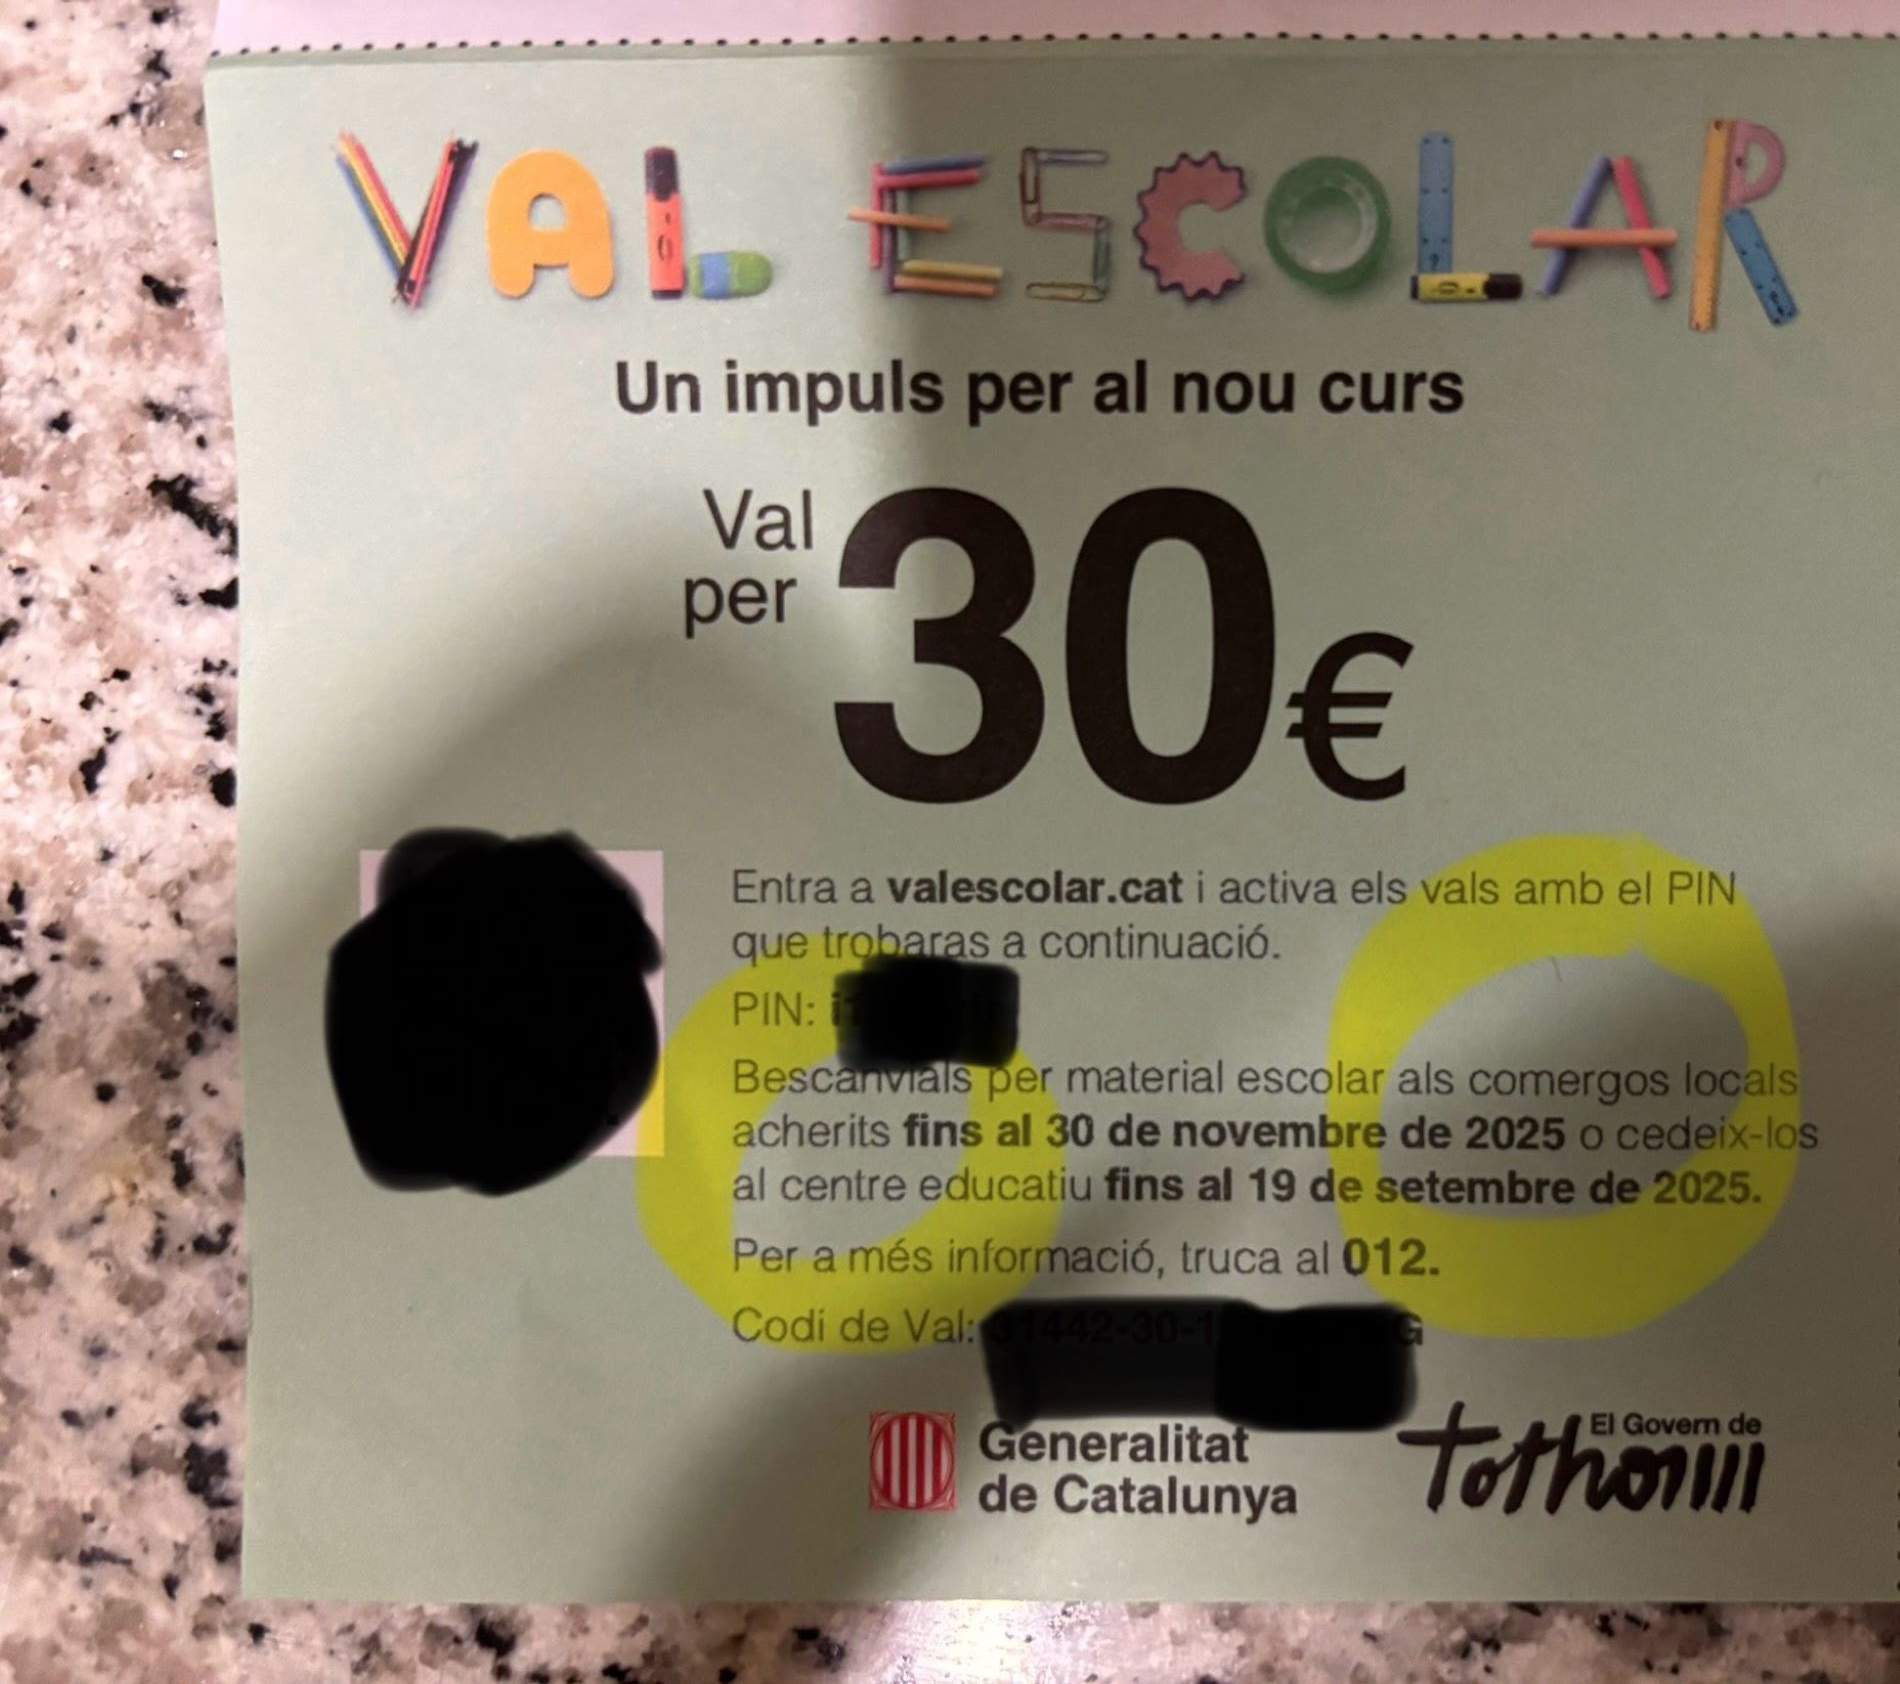 VAL ESCOLAR
Un impuls per al nou curs
Val
per
30€
Entra a valescolar.cat i activa els vals amb el PIN
que trobaras a continuació.
PIN:
Bescanvials per material escolar als comerços locals
acherits fins al 30 de novembre de 2025 o cedeix-los
al centre educatiu fins al 19 de setembre de 2025.
Per a més informació, truca al 012.
Codi de Val:
Generalitat
de Catalunya
El Govern de
tothom